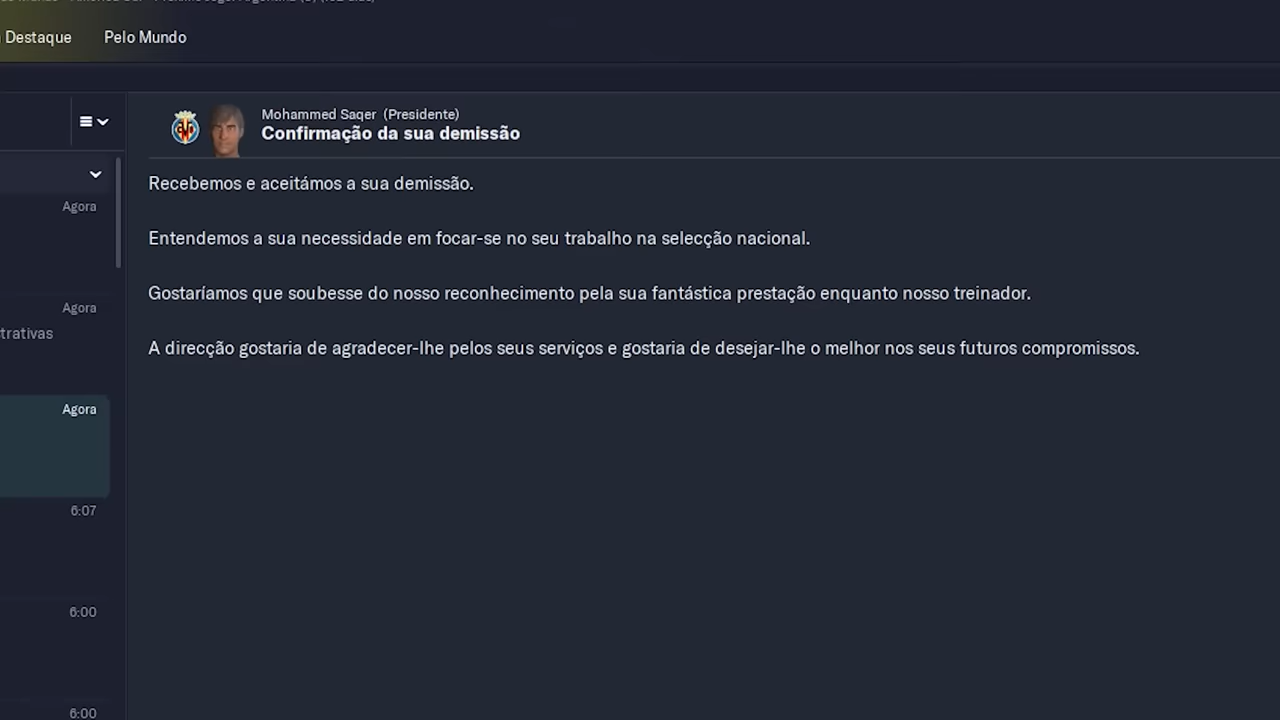 Destaque
Pelo Mundo
Mohammed Saqer (Presidente)
Confirmação da sua demissão
Recebemos e aceitámos a sua demissão.
Agora
Entendemos a sua necessidade em focar-se no seu trabalho na selecção nacional.
Gostaríamos que soubesse do nosso reconhecimento pela sua fantástica prestação enquanto nosso treinador.
Agora
trativas
A direcção gostaria de agradecer-lhe pelos seus serviços e gostaria de desejar-lhe o melhor nos seus futuros compromissos.
Agora
6:07
6:00
6:00